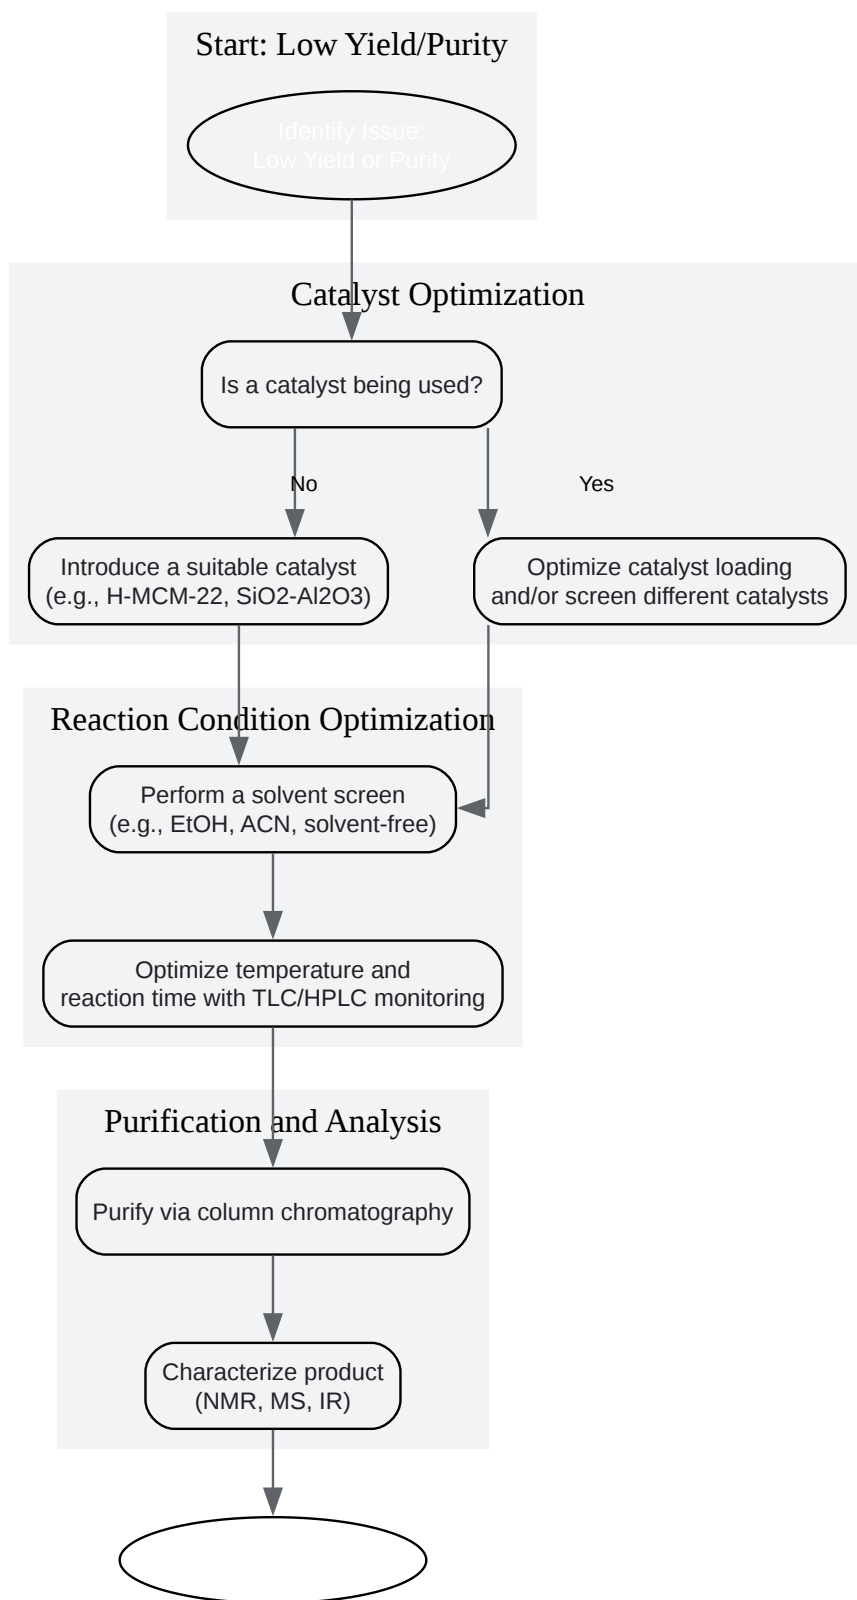 Start: Low Yield/Purity
Identify Issue:
Low Yield or Purity
Catalyst Optimization
Is a catalyst being used?
No
Yes
Introduce a suitable catalyst
(e.g., H-MCM-22, SiO2-Al2O3)
Optimize catalyst loading
and/or screen different catalysts
Reaction Condition Optimization
Perform a solvent screen
(e.g., EtOH, ACN, solvent-free)
Optimize temperature and
reaction time with TLC/HPLC monitoring
Purification and Analysis
Purify via column chromatography
Characterize product
(NMR, MS, IR)